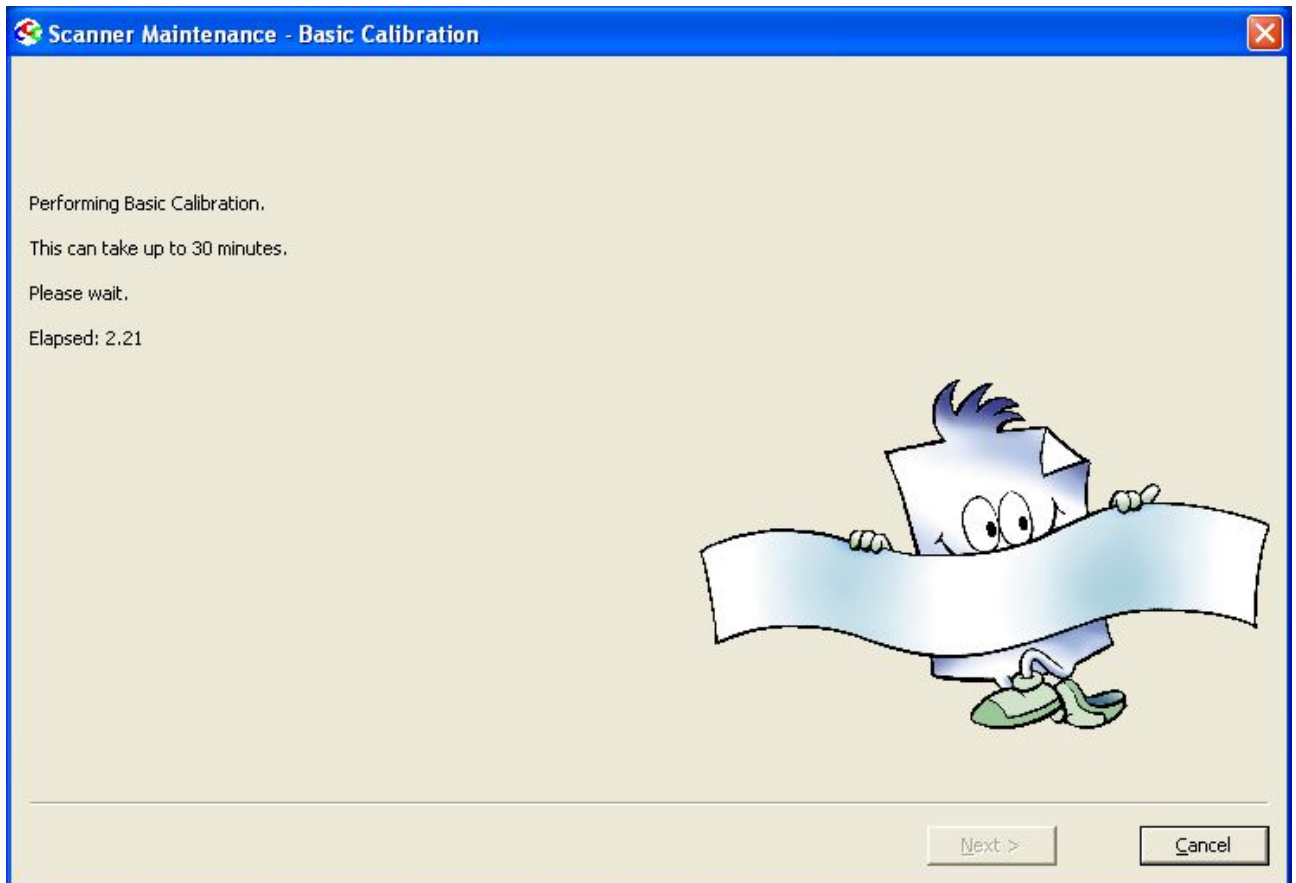 Scanner Maintenance - Basic Calibration
Performing Basic Calibration.
This can take up to 30 minutes.
Please wait.
Elapsed: 2.21
Next >
Cancel